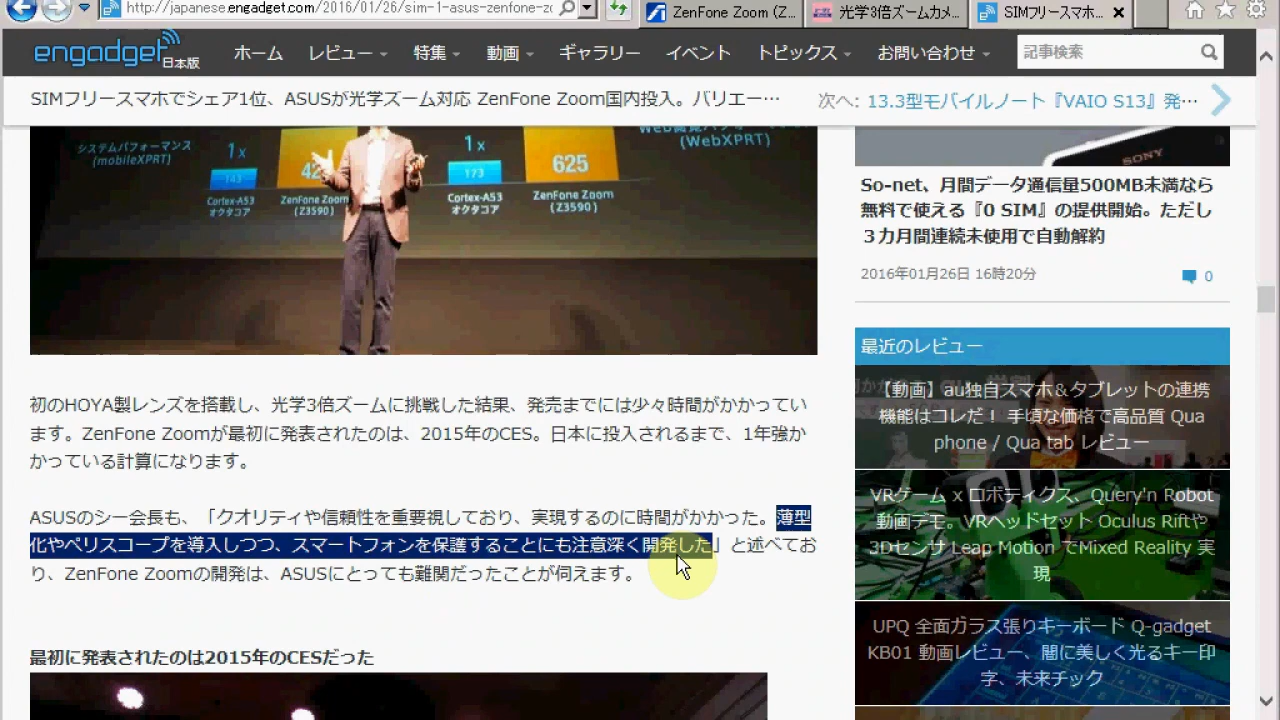 http://japanese.engadget.com/2016/01/26/sim-1-asus-zenfone-zo
ZenFone Zoom (Z...
光学3倍ズームカメ...
SIMフリースマホ...
engadget日本版
ホーム レビュー 特集 動画 ギャラリー イベント トピックス お問い合わせ
記事検索
SIMフリースマホでシェア1位、ASUSが光学ズーム対応 ZenFone Zoom国内投入。バリエー…
次へ: 13.3型モバイルノート『VAIO S13』発…
システムパフォーマンス
(mobileXPRT)
1x
143
Cortex-A53
オクタコア
ZenFone Zoom
(Z3590)
1x
173
Cortex-A53
オクタコア
625
ZenFone Zoom
(Z3590)
(WebXPRT)
初のHOYA製レンズを搭載し、光学3倍ズームに挑戦した結果、発売までには少々時間がかかってい
ます。ZenFone Zoomが最初に発表されたのは、2015年のCES。日本に投入されるまで、1年強か
かっている計算になります。
ASUSのシー会長も、「クオリティや信頼性を重要視しており、実現するのに時間がかかった。薄型
化やペリスコープを導入しつつ、スマートフォンを保護することにも注意深く開発した」と述べてお
り、ZenFone Zoomの開発は、ASUSにとっても難関だったことが伺えます。
最初に発表されたのは2015年のCESだった
SONY
So-net、月間データ通信量500MB未満なら
無料で使える『0 SIM』の提供開始。ただし
３カ月間連続未使用で自動解約
2016年01月26日 16時20分
0
最近のレビュー
【動画】au独自スマホ＆タブレットの連携
機能はコレだ！ 手頃な価格で高品質 Qua
phone / Qua tab レビュー
VRゲーム x ロボティクス、Query'n Robot
動画デモ。VRヘッドセット Oculus Riftや
3Dセンサ Leap Motion でMixed Reality 実
現
UPQ 全面ガラス張りキーボード Q-gadget
KB01 動画レビュー、闇に美しく光るキー印
字、未来チック